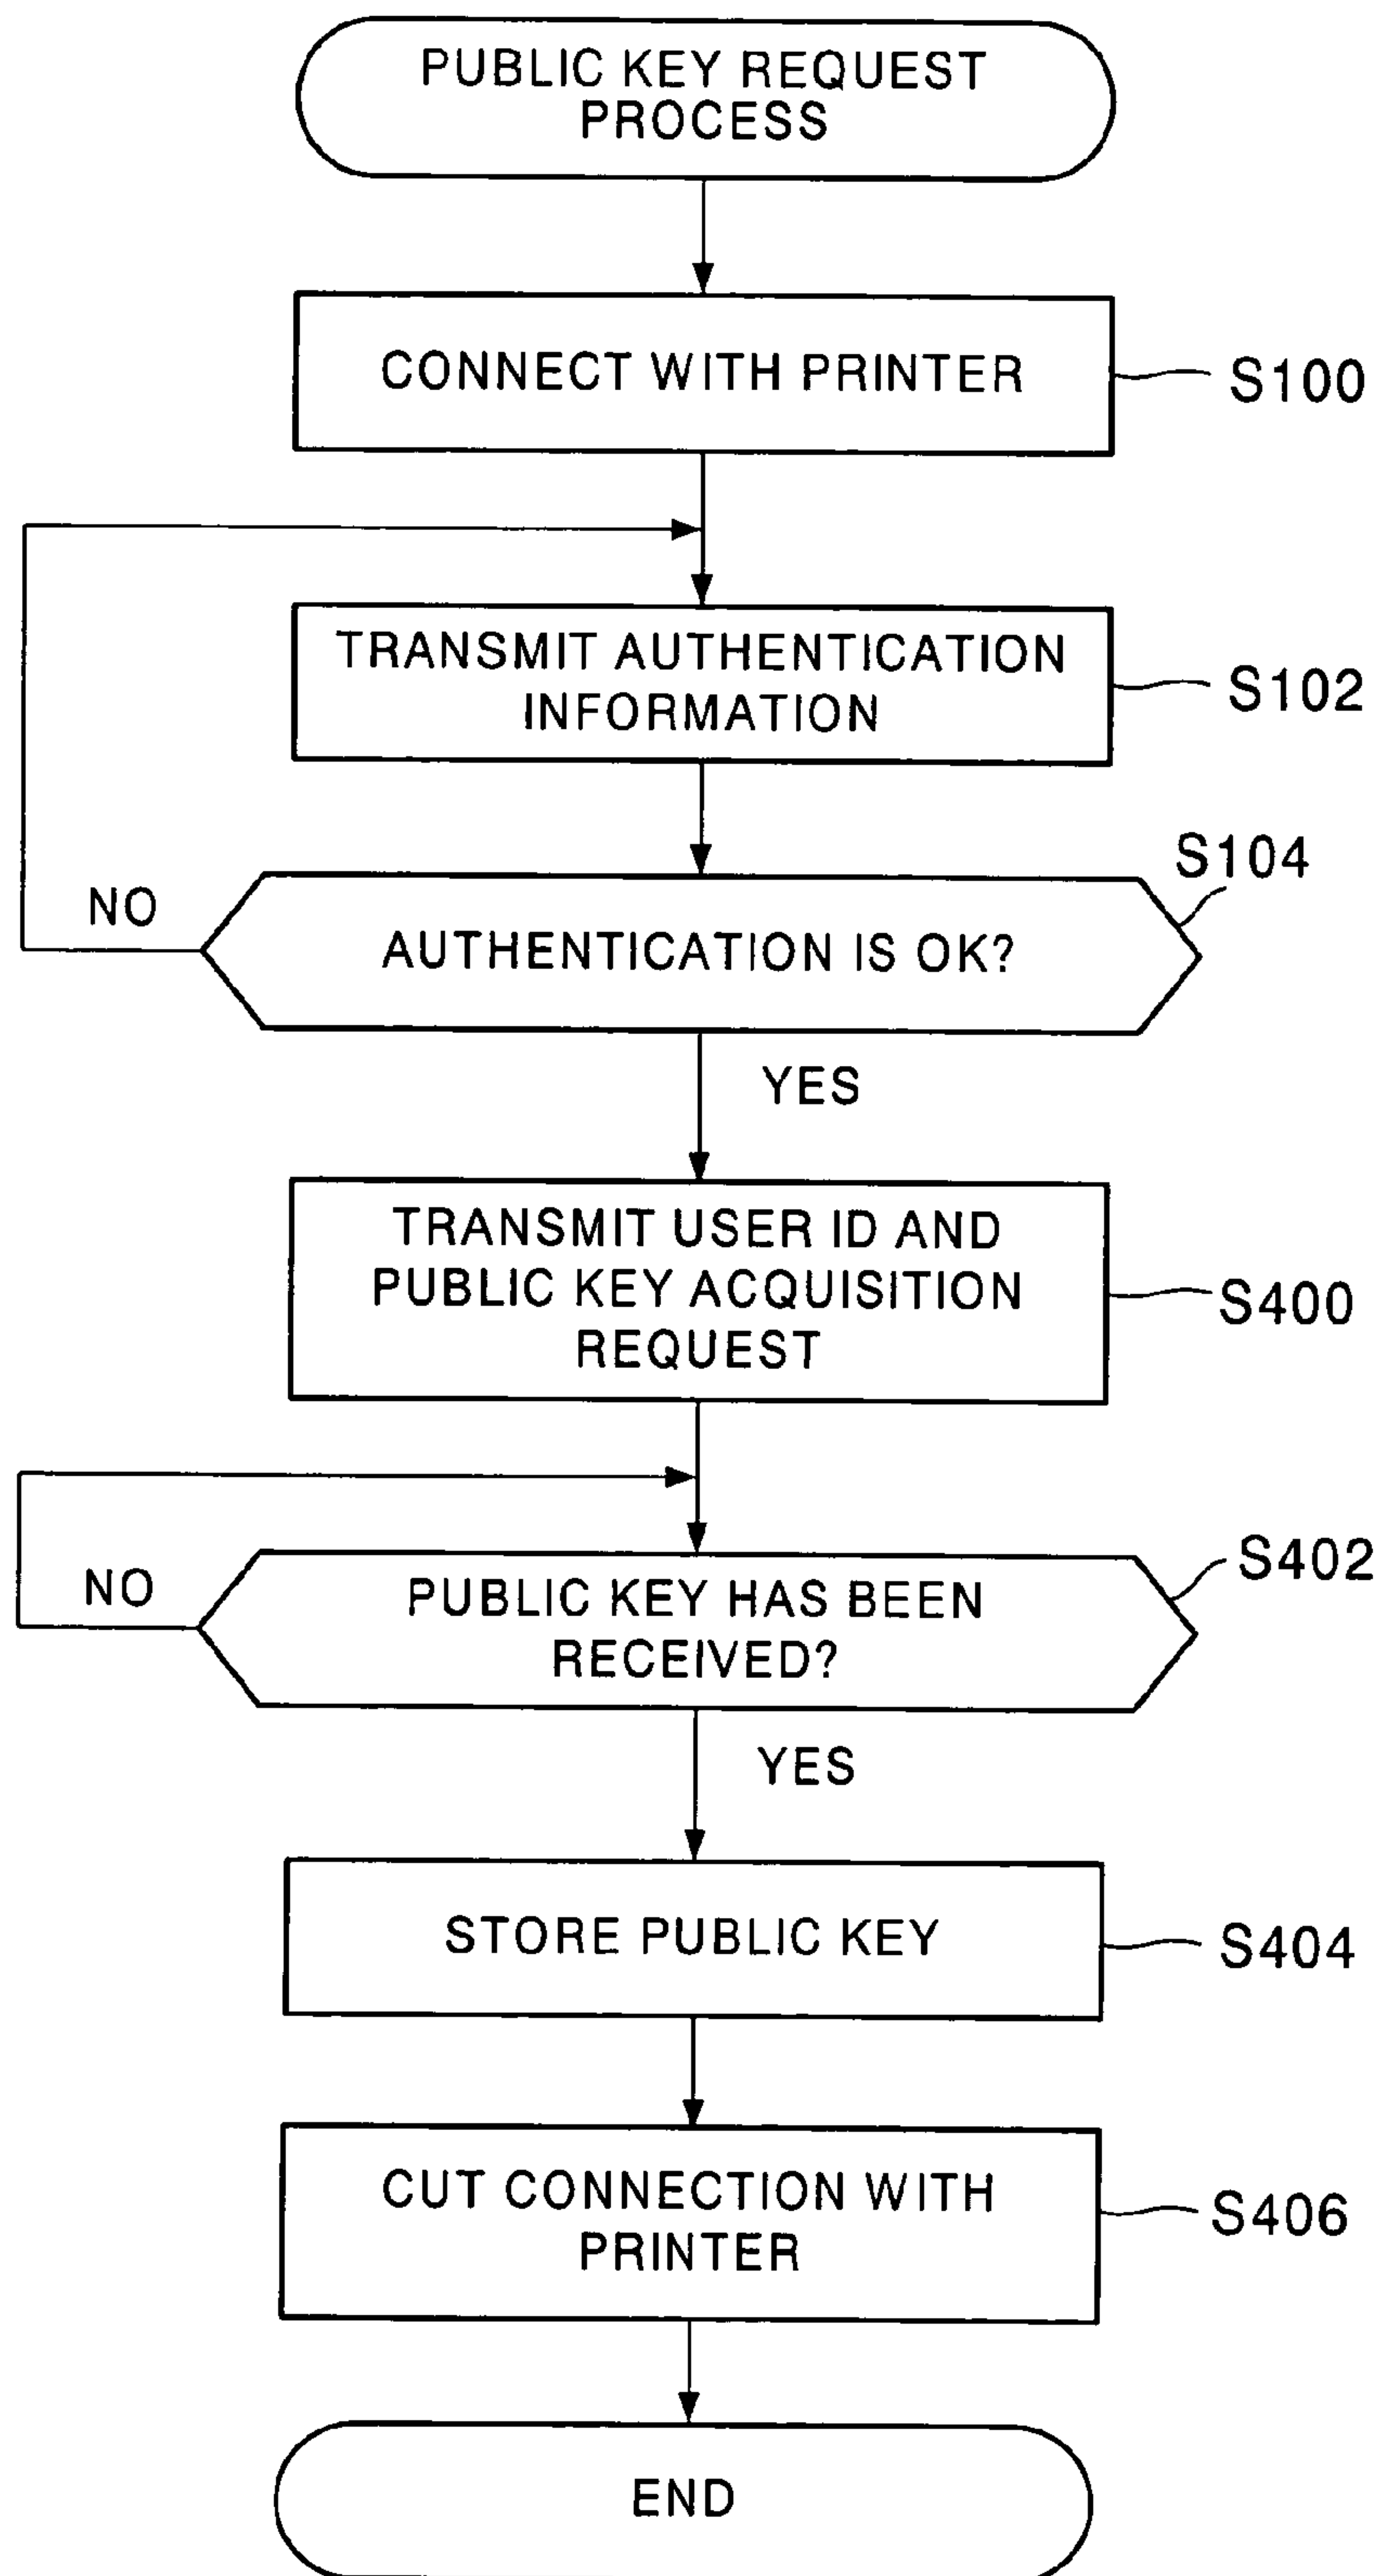 PUBLIC KEY REQUEST
PROCESS
CONNECT WITH PRINTER
S100
TRANSMIT AUTHENTICATION
INFORMATION
S102
S104
NO
AUTHENTICATION IS OK?
YES
TRANSMIT USER ID AND
PUBLIC KEY ACQUISITION
REQUEST
S400
S402
NO
PUBLIC KEY HAS BEEN
RECEIVED?
YES
STORE PUBLIC KEY
S404
CUT CONNECTION WITH
PRINTER
S406
END